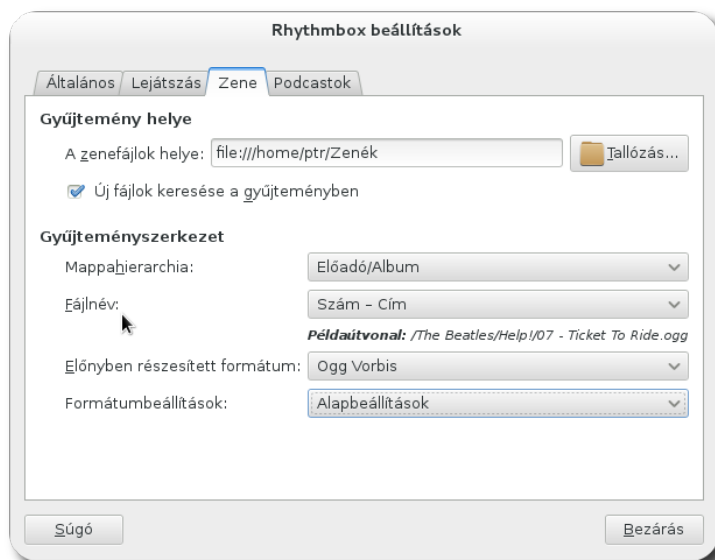 Rhythmbox beállítások
Általános Lejátszás Zene Podcastok
Gyűjtemény helye
A zenefájlok helye: file:///home/ptr/Zenék Tallózás...
Új fájlok keresése a gyűjteményben
Gyűjteményszerkezet
Mappahierarchia: Előadó/Album
Fájlnév: Szám – Cím
Példaútvonal: /The Beatles/Help!/07 - Ticket To Ride.ogg
Előnyben részesített formátum: Ogg Vorbis
Formátumbeállítások: Alapbeállítások
Súgó Bezárás